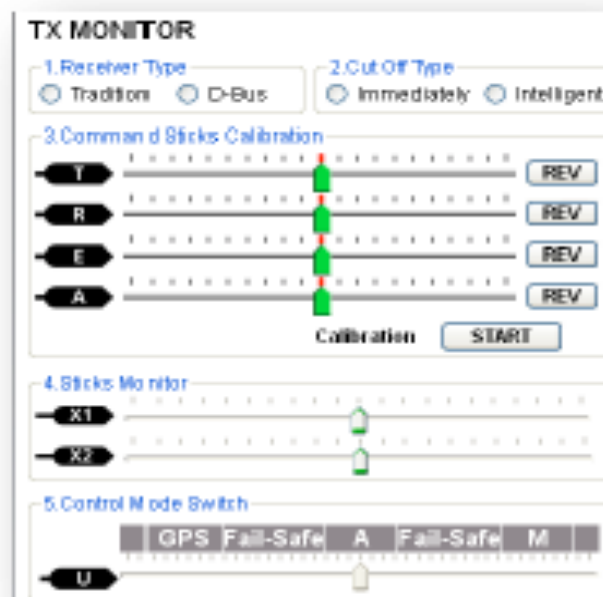 TX MONITOR
1.Receiver Type
Tradition D-Bus
2.Cut Off Type
Immediately Intelligent
3.Command Sticks Calibration
T REV
R REV
E REV
A REV
Calibration START
4.Sticks Monitor
X1
X2
5.Control Mode Switch
GPS Fail-Safe A Fail-Safe M
U